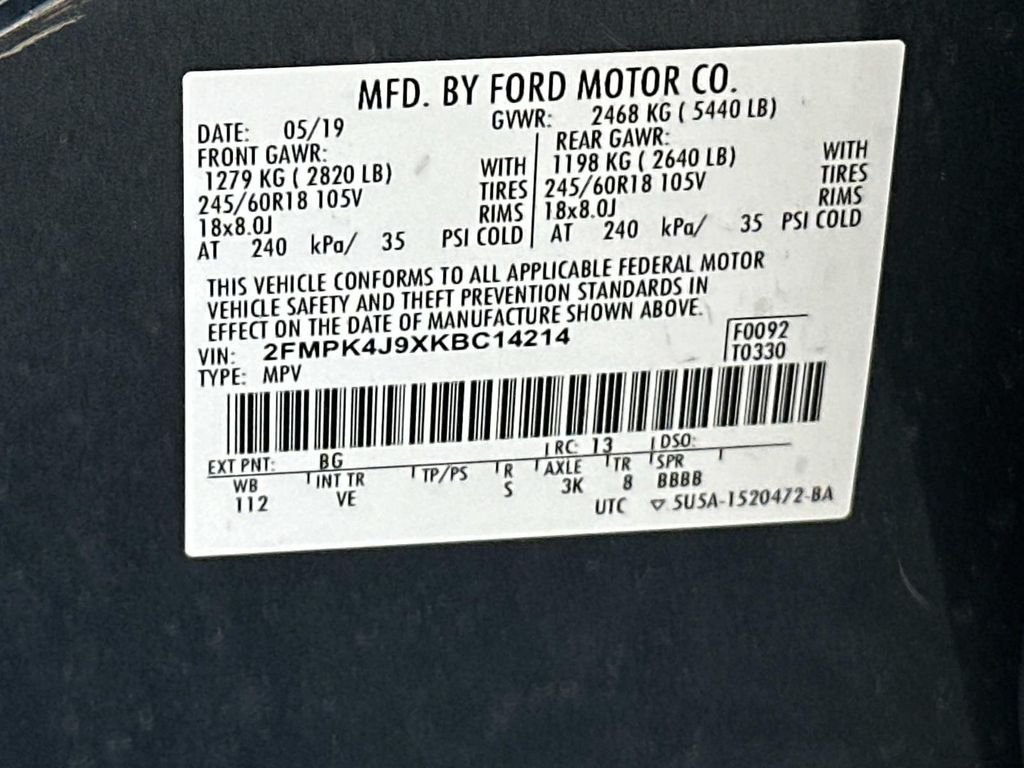 MFD. BY FORD MOTOR CO.
DATE: 05/19 GVWR: 2468 KG ( 5440 LB)
FRONT GAWR: REAR GAWR:
1279 KG ( 2820 LB) WITH 1198 KG ( 2640 LB) WITH
245/60R18 105V TIRES 245/60R18 105V TIRES
18x8.0J RIMS 18x8.0J RIMS
AT 240 kPa/ 35 PSI COLD AT 240 kPa/ 35 PSI COLD
THIS VEHICLE CONFORMS TO ALL APPLICABLE FEDERAL MOTOR
VEHICLE SAFETY AND THEFT PREVENTION STANDARDS IN
EFFECT ON THE DATE OF MANUFACTURE SHOWN ABOVE.
VIN: 2FMPK4J9XKBC14214 F0092
TYPE: MPV T0330
EXT PNT: BG RC: 13 DSO:
WB INT TR TP/PS R AXLE TR SPR
112 VE S 3K 8 BBBB
UTC ▽ 5U5A-1520472-BA